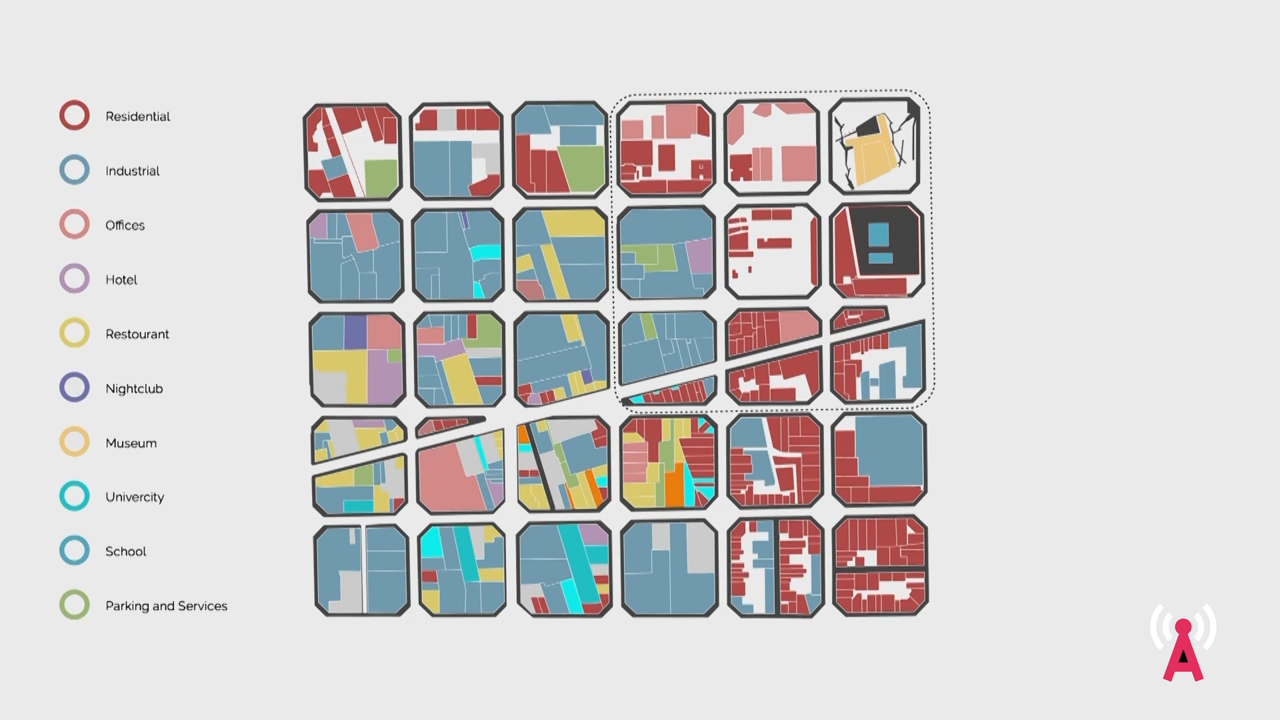 Residential
Industrial
Offices
Hotel
Restourant
Nightclub
Museum
Univercity
School
Parking and Services